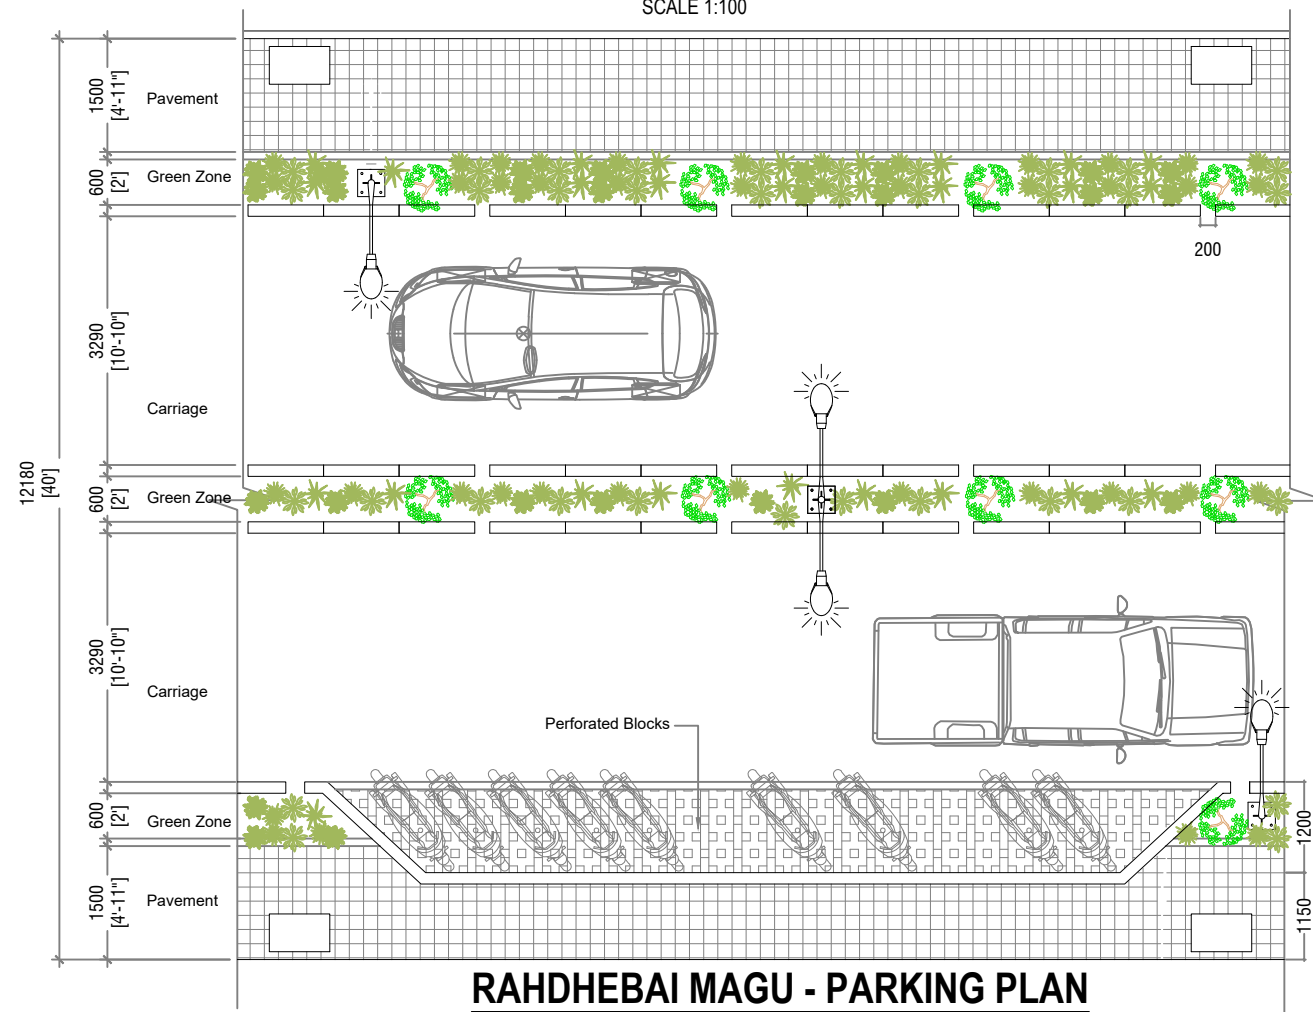 SCALE 1:100
1500
[4'-11"]
Pavement
600
[2']
Green Zone
200
3290
[10'-10"]
Carriage
12180
[40']
600
[2']
Green Zone
3290
[10'-10"]
Carriage
Perforated Blocks
600
[2']
Green Zone
1200
1500
[4'-11"]
Pavement
1150
RAHDHEBAI MAGU - PARKING PLAN